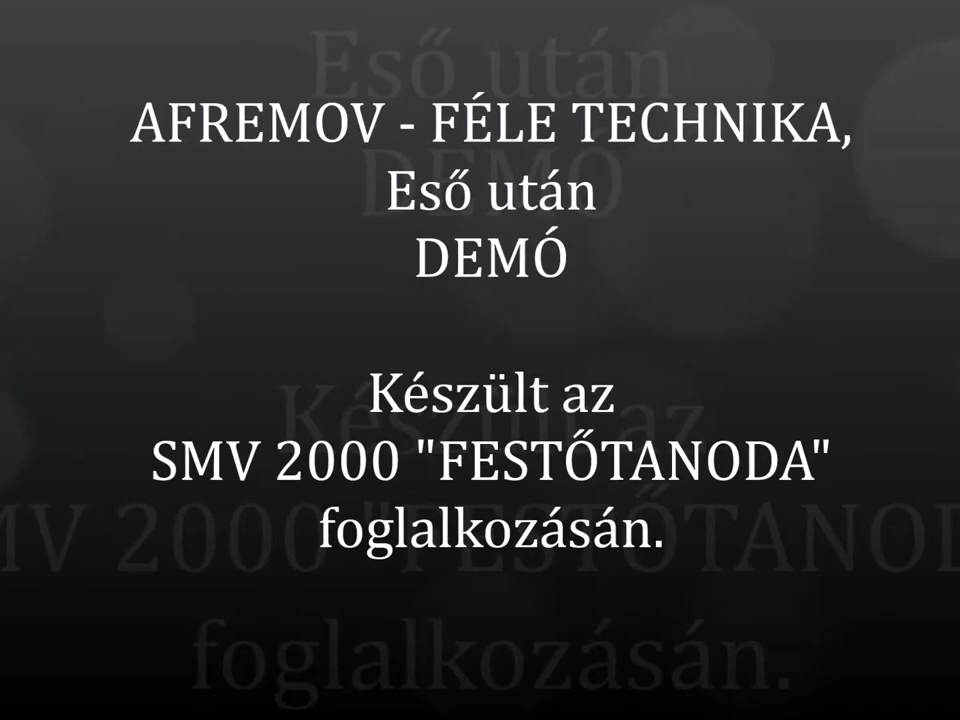 AFREMOV - FÉLE TECHNIKA,
Eső után
DEMÓ
Készült az
SMV 2000 "FESTŐTANODA"
foglalkozásán.